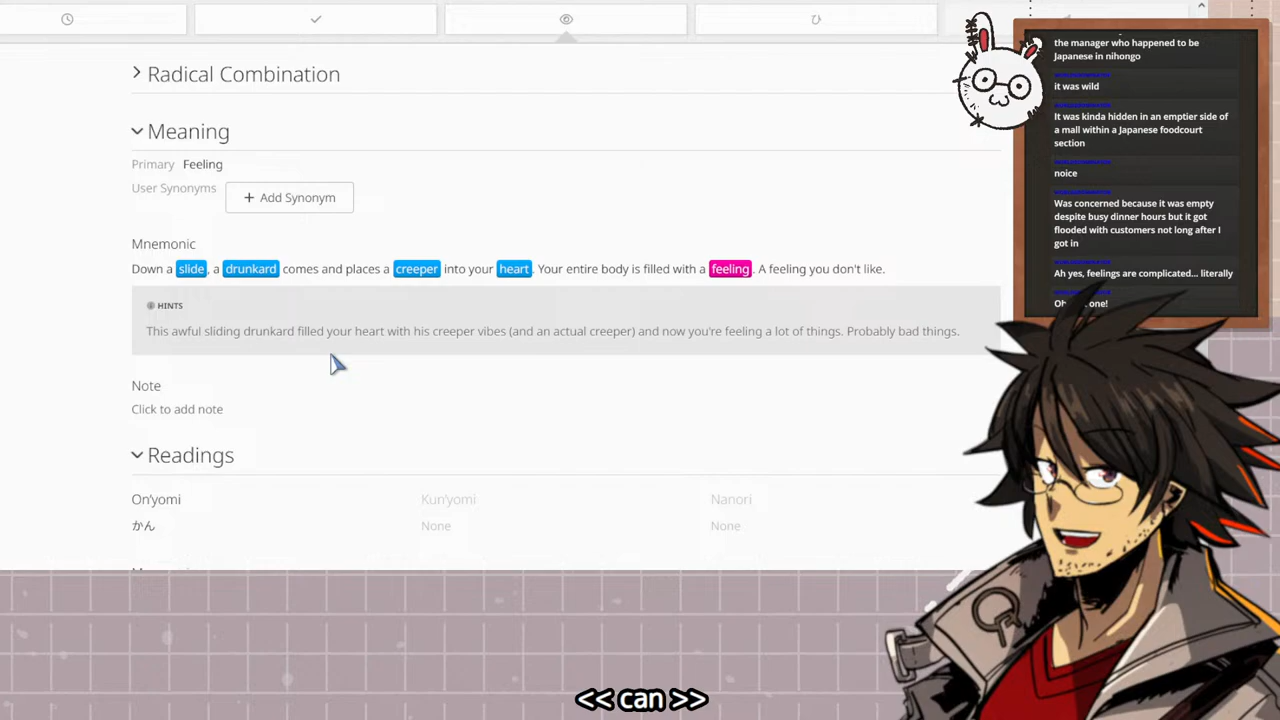 ひ
Radical Combination
Meaning
Primary Feeling
User Synonyms + Add Synonym
Mnemonic
Down a slide, a drunkard comes and places a creeper into your heart. Your entire body is filled with a feeling. A feeling you don't like.
HINTS
This awful sliding drunkard filled your heart with his creeper vibes (and an actual creeper) and now you're feeling a lot of things. Probably bad things.
Note
Click to add note
Readings
On'yomi Kun'yomi Nanori
かん None None
the manager who happened to be
Japanese in nihongo
it was wild
It was kinda hidden in an emptier side of
a mall within a Japanese foodcourt
section
noice
Was concerned because it was empty
despite busy dinner hours but it got
flooded with customers not long after I
got in
Ah yes, feelings are complicated... literally
one!
<< can >>